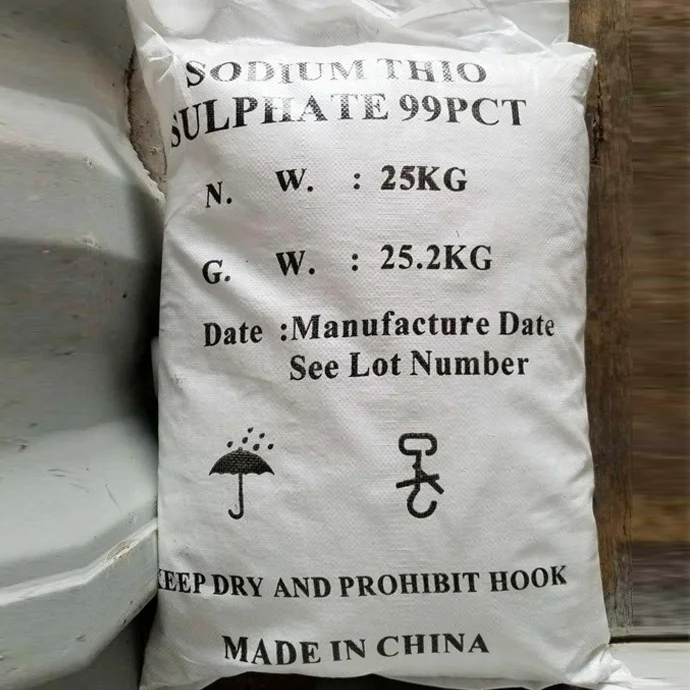 SODIUM THIO
SULPHATE 99PCT
N. W. : 25KG
G. W. : 25.2KG
Date :Manufacture Date
See Lot Number
KEEP DRY AND PROHIBIT HOOK
MADE IN CHINA